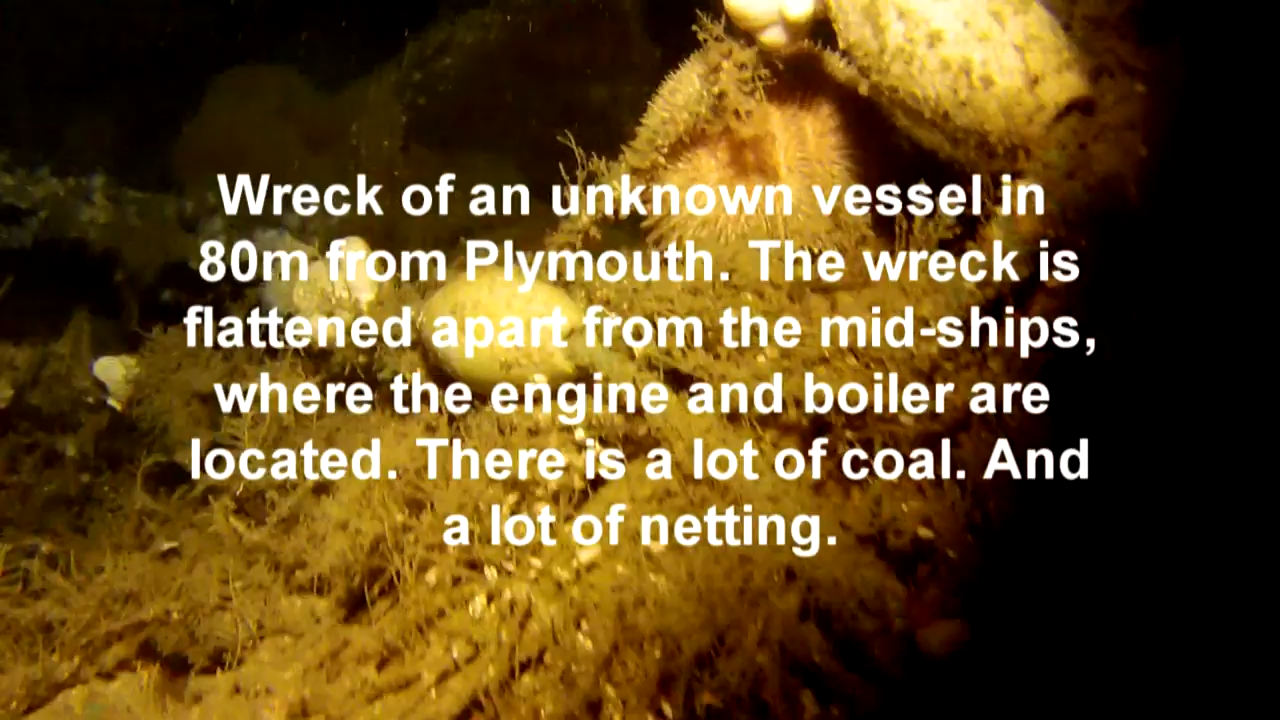 Wreck of an unknown vessel in
80m from Plymouth. The wreck is
flattened apart from the mid-ships,
where the engine and boiler are
located. There is a lot of coal. And
a lot of netting.